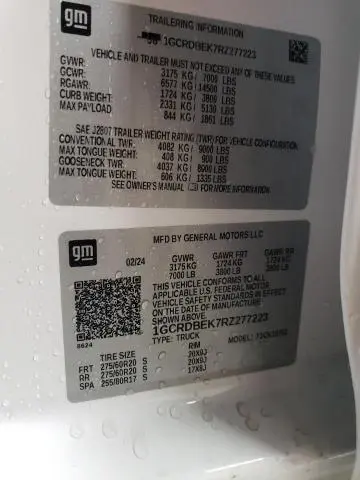 gm
TRAILERING INFORMATION
1GCRDBEK7RZ277223
VEHICLE AND TRAILER MUST NOT EXCEED ANY OF THESE VALUES
GVWR: 3175 KG/ 7000 LBS
GCWR: 6577 KG/ 14500 LBS
RGAWR: 1724 KG/ 3800 LBS
CURB WEIGHT: 2331 KG/ 5139 LBS
MAX PAYLOAD: 844 KG/ 1861 LBS
SAE J2807 TRAILER WEIGHT RATING (TWR) FOR VEHICLE CONFIGURATION
CONVENTIONAL TWR: 4082 KG/ 9000 LBS
MAX TONGUE WEIGHT: 408 KG/ 900 LBS
GOOSENECK TWR: 4037 KG/ 8900 LBS
MAX TONGUE WEIGHT: 606 KG/ 1335 LBS
SEE OWNER'S MANUAL FOR MORE INFORMATION
gm
MFD BY GENERAL MOTORS LLC
02/24 GVWR GAWR FRT GAWR RR
3175 KG 1724 KG 1724 KG
7000 LB 3800 LB 3800 LB
THIS VEHICLE CONFORMS TO ALL
APPLICABLE U.S. FEDERAL MOTOR
VEHICLE SAFETY STANDARDS IN EFFECT
ON THE DATE OF MANUFACTURE
1GCRDBEK7RZ277223
8624 TYPE: TRUCK MODEL:
TIRE SIZE RIM
FRT 275/60R20 S 20X9J
RR 275/60R20 S 20X9J
SPA 255/80R17 S 17X8J